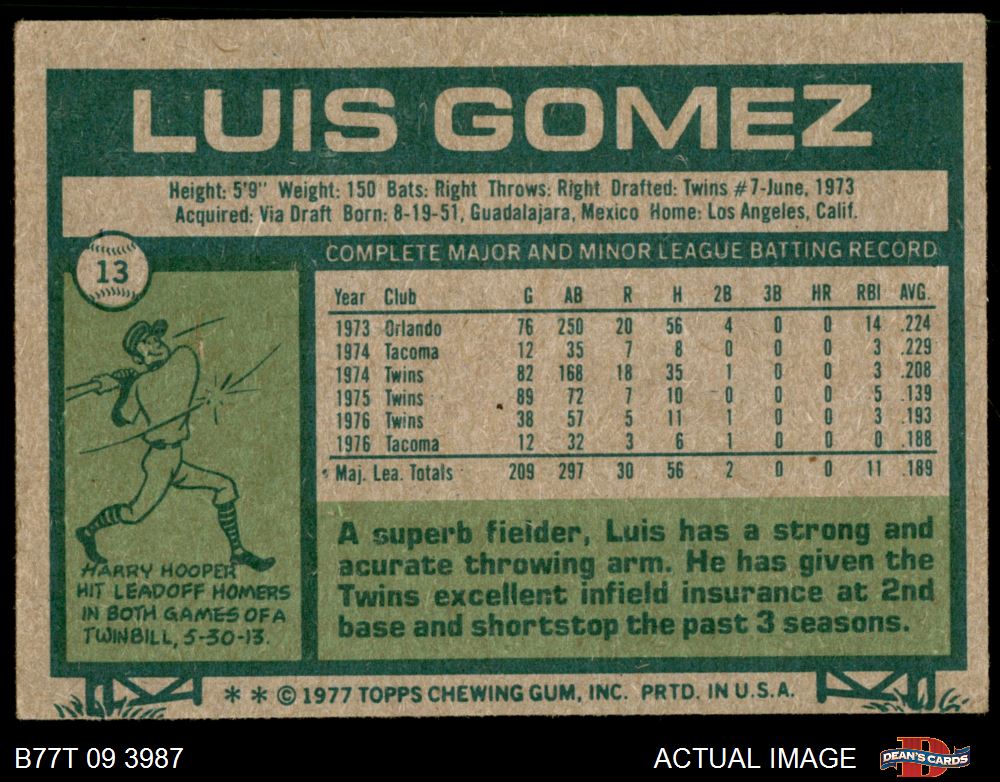 LUIS GOMEZ
Height: 5'9" Weight: 150 Bats: Right Throws: Right Drafted: Twins #7-June, 1973
Acquired: Via Draft Born: 8-19-51, Guadalajara, Mexico Home: Los Angeles, Calif.
13
COMPLETE MAJOR AND MINOR LEAGUE BATTING RECORD
Year Club G AB R H 2B 3B HR RBI AVG.
1973 Orlando 76 250 20 56 4 0 0 14 .224
1974 Tacoma 12 35 7 8 0 0 0 3 .229
1974 Twins 82 168 18 35 1 0 0 3 .208
1975 Twins 89 72 7 10 0 0 0 5 .139
1976 Twins 38 57 5 11 1 0 0 3 .193
1976 Tacoma 12 32 3 6 1 0 0 0 .188
Maj. Lea. Totals 209 297 30 56 2 0 0 11 .189
HARRY HOOPER
HIT LEADOFF HOMERS
IN BOTH GAMES OF A
TWINBILL, 5-30-13.
A superb fielder, Luis has a strong and
acurate throwing arm. He has given the
Twins excellent infield insurance at 2nd
base and shortstop the past 3 seasons.
** © 1977 TOPPS CHEWING GUM, INC. PRTD. IN U.S.A.
B77T 09 3987
ACTUAL IMAGE
DEAN'S CARDS